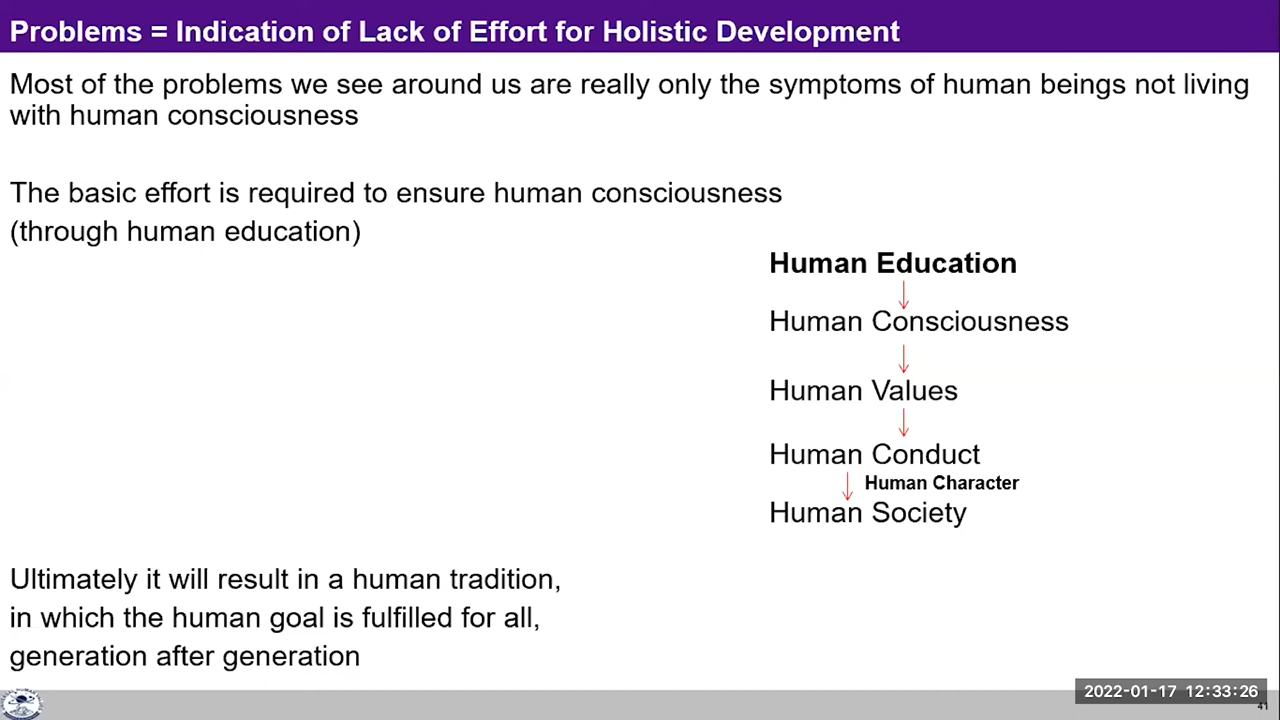 Problems = Indication of Lack of Effort for Holistic Development
Most of the problems we see around us are really only the symptoms of human beings not living
with human consciousness
The basic effort is required to ensure human consciousness
(through human education)
Human Education
Human Consciousness
Human Values
Human Conduct
Human Character
Human Society
Ultimately it will result in a human tradition,
in which the human goal is fulfilled for all,
generation after generation
2022-01-17 12:33:26
41